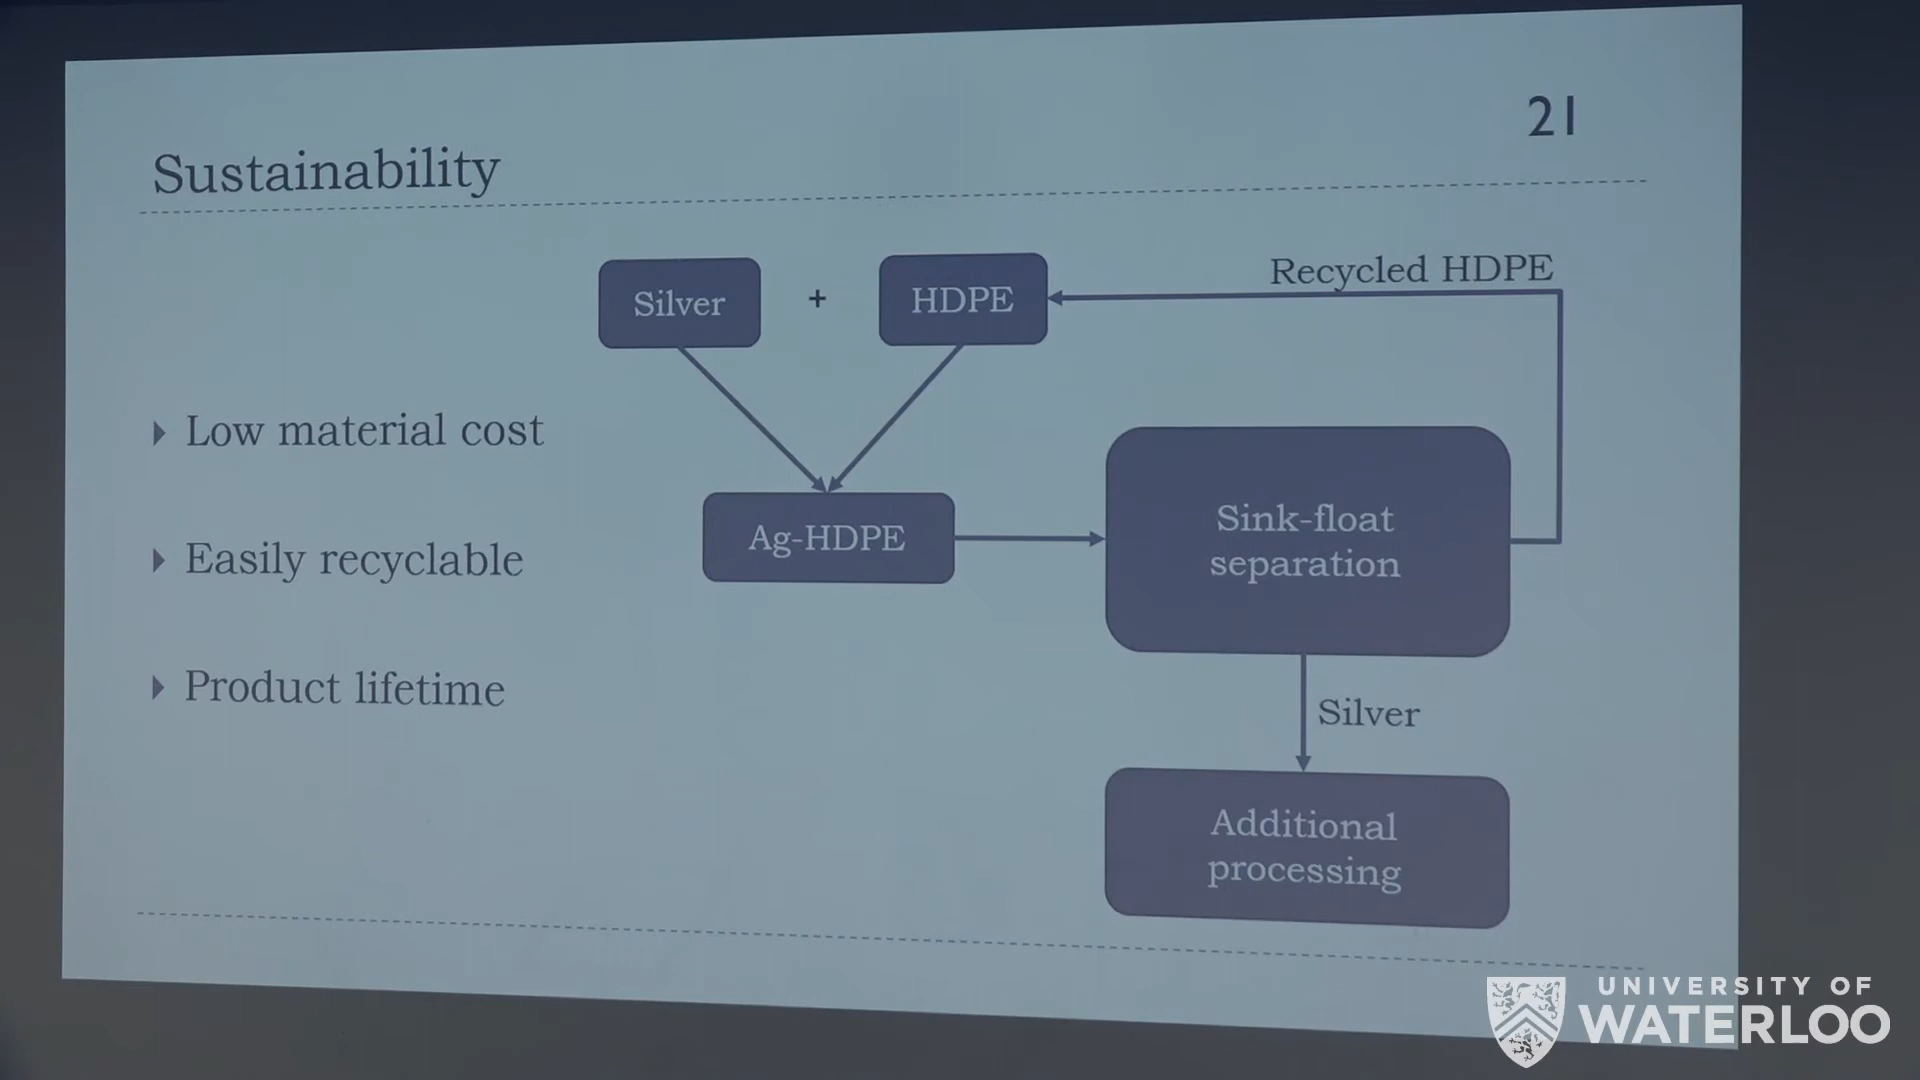 21
Sustainability
Silver
+
HDPE
Recycled HDPE
Low material cost
Easily recyclable
Product lifetime
Ag-HDPE
Sink-float
separation
Silver
Additional
processing
UNIVERSITY OF
WATERLOO